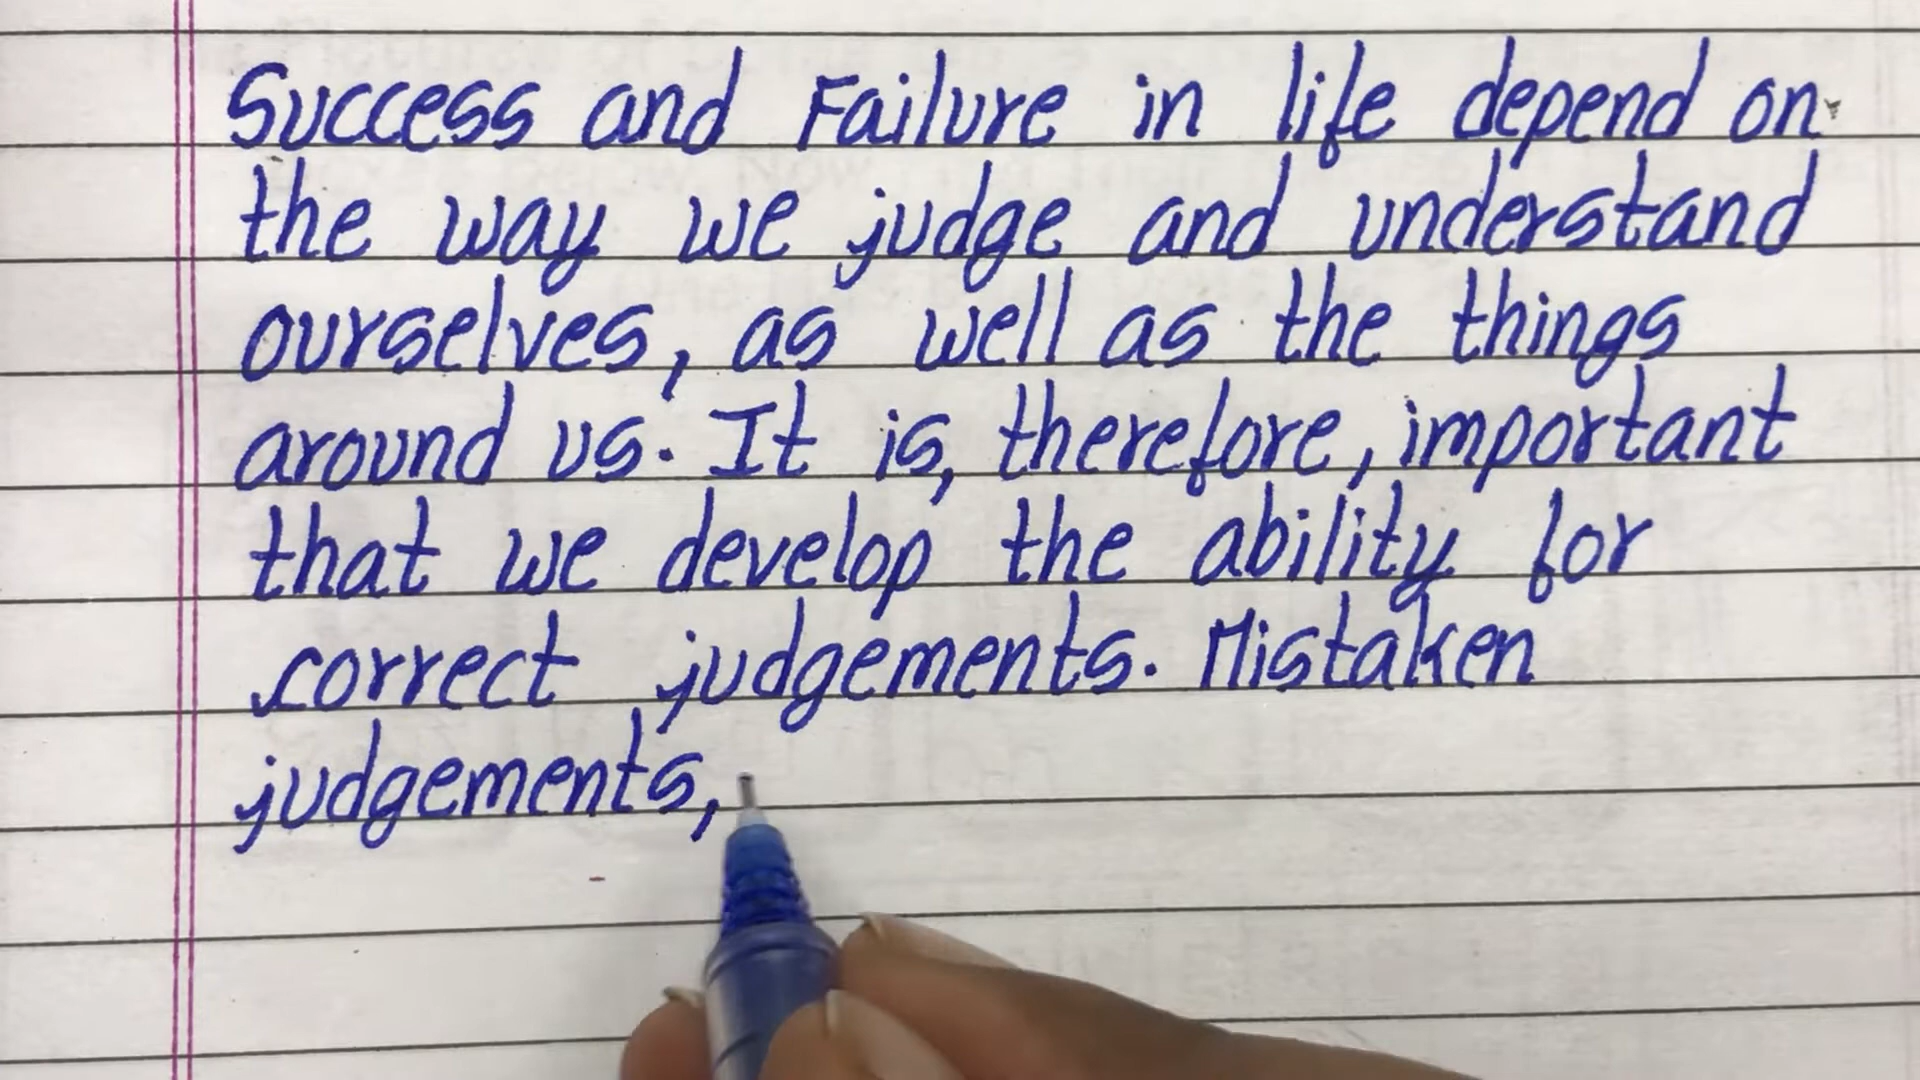 Success and Failure in life depend on
the way we judge and understand
ourselves, as well as the things
around us. It is, therefore, important
that we develop the ability for
correct judgements. Mistaken
judgements,